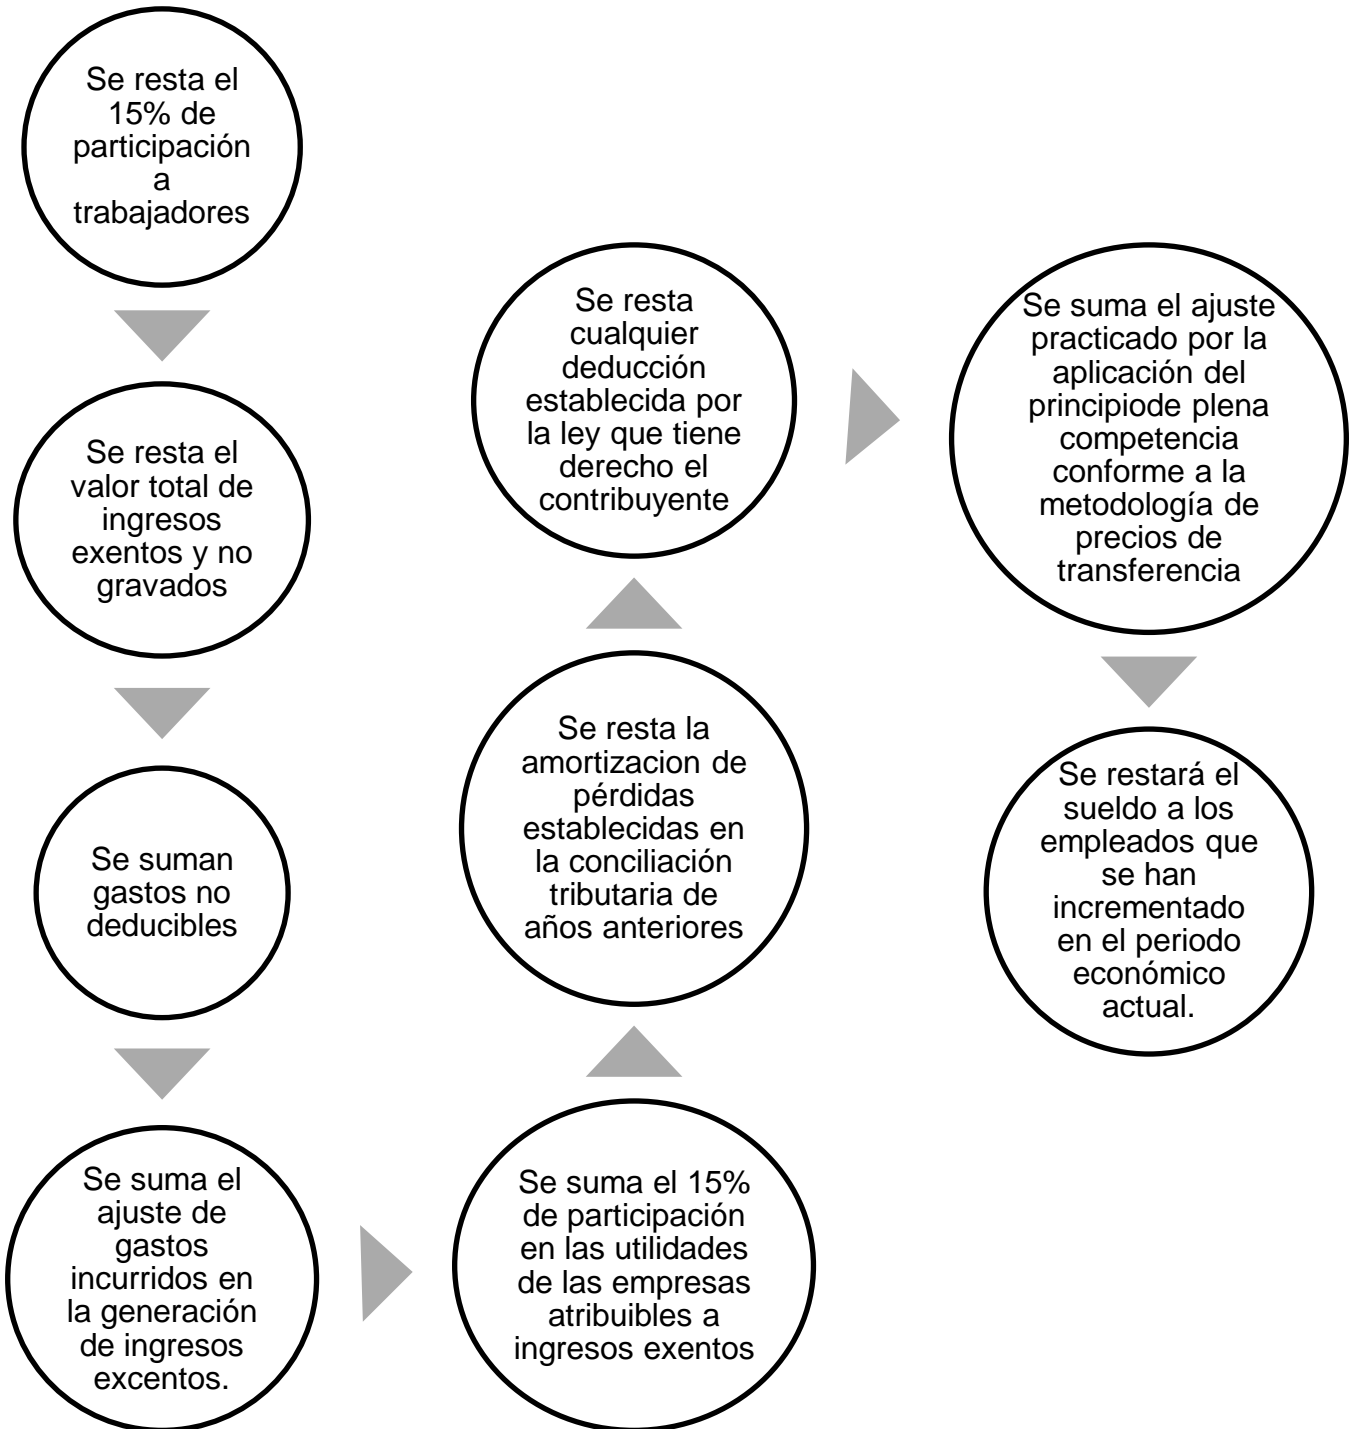 Se resta el
15% de
participación
a
trabajadores
Se resta el
valor total de
ingresos
exentos y no
gravados
Se suman
gastos no
deducibles
Se suma el
ajuste de
gastos
incurridos en
la generación
de ingresos
excentos.
Se suma el 15%
de participación
en las utilidades
de las empresas
atribuibles a
ingresos exentos
Se resta la
amortizacion de
pérdidas
establecidas en
la conciliación
tributaria de
años anteriores
Se resta
cualquier
deducción
establecida por
la ley que tiene
derecho el
contribuyente
Se suma el ajuste
practicado por la
aplicación del
principiode plena
competencia
conforme a la
metodología de
precios de
transferencia
Se restará el
sueldo a los
empleados que
se han
incrementado
en el periodo
económico
actual.